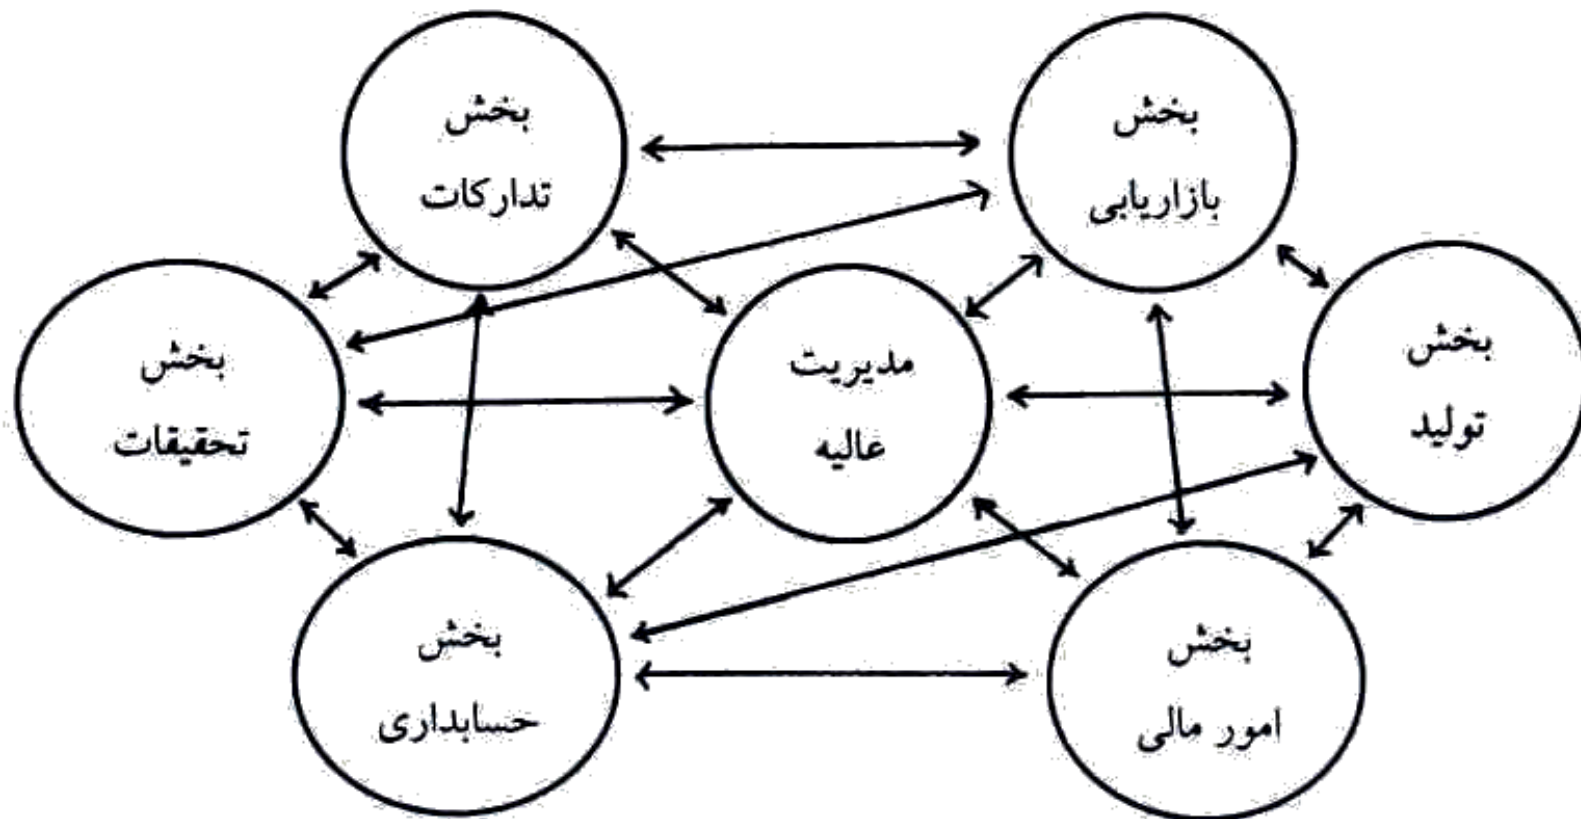 بخش
بازاریابی
بخش
تدارکات
بخش
تولید
مدیریت
عالیه
بخش
تحقیقات
بخش
امور مالی
بخش
حسابداری